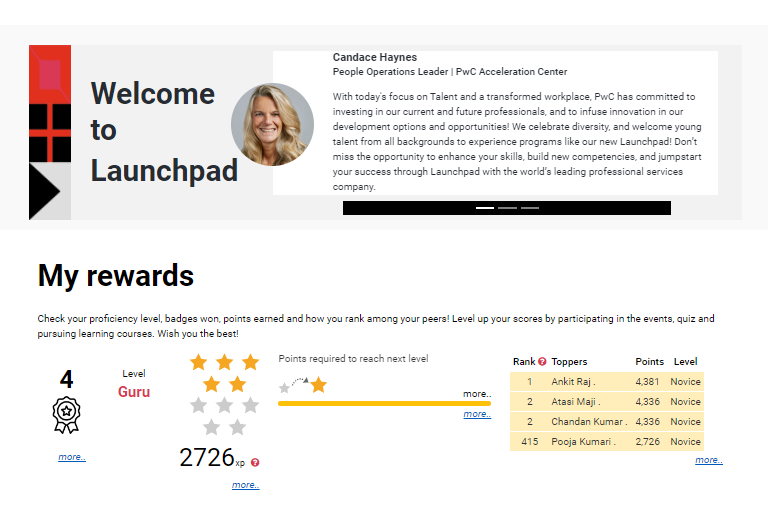 Welcome
to
Launchpad
Candace Haynes
People Operations Leader | PwC Acceleration Center
With today's focus on Talent and a transformed workplace, PwC has committed to
investing in our current and future professionals, and to infuse innovation in our
development options and opportunities! We celebrate diversity, and welcome young
talent from all backgrounds to experience programs like our new Launchpad! Don't
miss the opportunity to enhance your skills, build new competencies, and jumpstart
your success through Launchpad with the world's leading professional services
company.
My rewards
Check your proficiency level, badges won, points earned and how you rank among your peers! Level up your scores by participating in the events, quiz and
pursuing learning courses. Wish you the best!
4
more..
Level
Guru
2726xp ?
more..
Points required to reach next level
more..
more..
Rank ? Toppers Points Level
1 Ankit Raj . 4,381 Novice
2 Atasi Maji . 4,336 Novice
2 Chandan Kumar . 4,336 Novice
415 Pooja Kumari . 2,726 Novice
more..